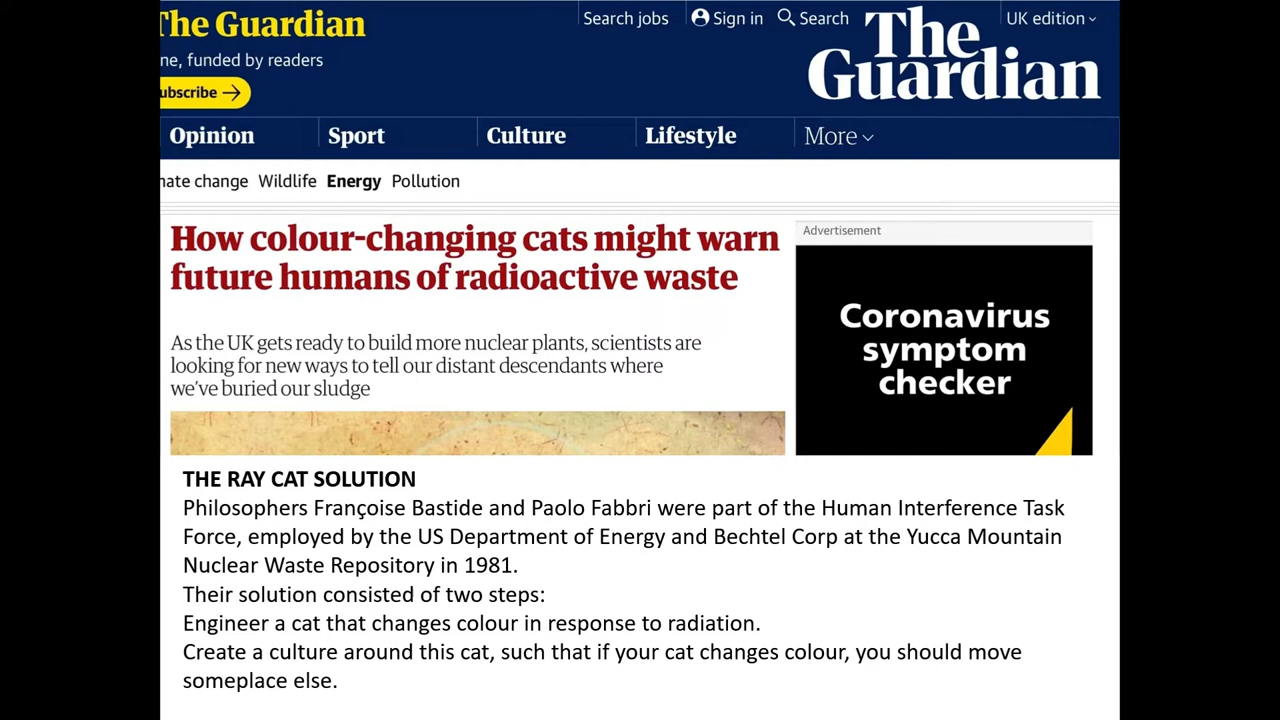 The Guardian
ne, funded by readers
ubscribe →
Search jobs
Sign in
Search
UK edition
The
Guardian
Opinion
Sport
Culture
Lifestyle
More
nate change Wildlife Energy Pollution
How colour-changing cats might warn
future humans of radioactive waste
As the UK gets ready to build more nuclear plants, scientists are
looking for new ways to tell our distant descendants where
we've buried our sludge
Advertisement
Coronavirus
symptom
checker
THE RAY CAT SOLUTION
Philosophers Françoise Bastide and Paolo Fabbri were part of the Human Interference Task
Force, employed by the US Department of Energy and Bechtel Corp at the Yucca Mountain
Nuclear Waste Repository in 1981.
Their solution consisted of two steps:
Engineer a cat that changes colour in response to radiation.
Create a culture around this cat, such that if your cat changes colour, you should move
someplace else.